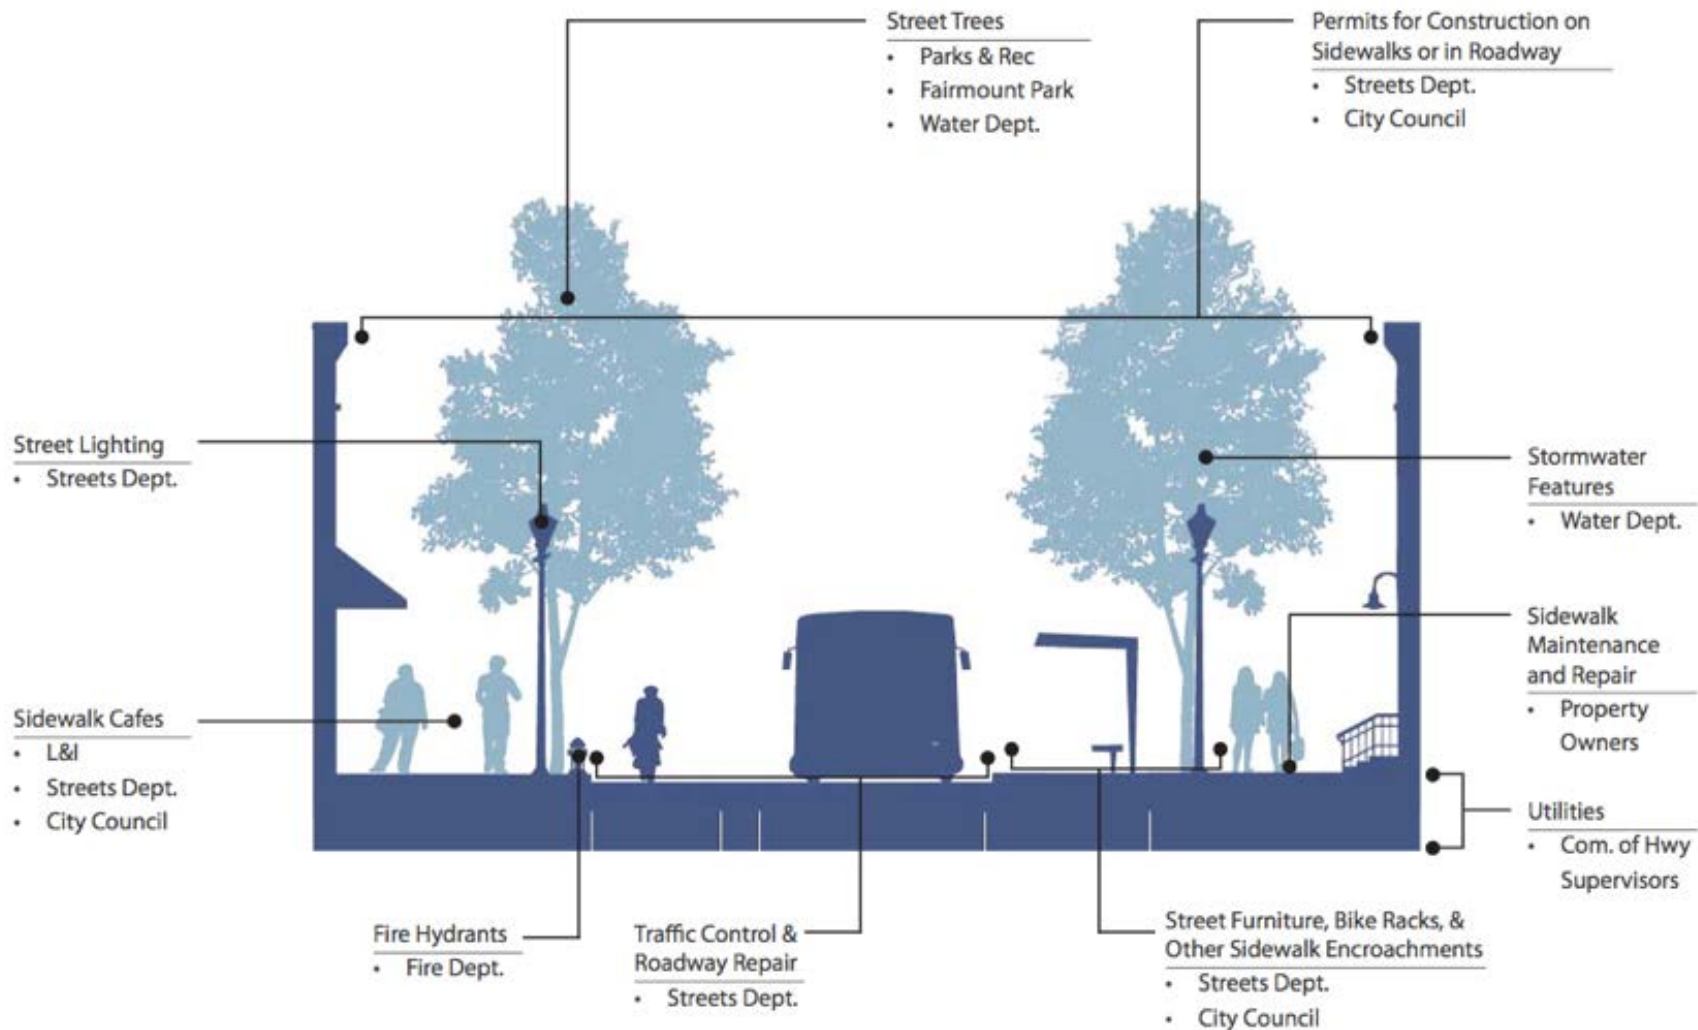 Street Trees
• Parks & Rec
• Fairmount Park
• Water Dept.
Permits for Construction on
Sidewalks or in Roadway
• Streets Dept.
• City Council
Street Lighting
• Streets Dept.
Stormwater
Features
• Water Dept.
Sidewalk
Maintenance
and Repair
• Property
Owners
Sidewalk Cafes
• L&I
• Streets Dept.
• City Council
Utilities
• Com. of Hwy
Supervisors
Fire Hydrants
• Fire Dept.
Traffic Control &
Roadway Repair
• Streets Dept.
Street Furniture, Bike Racks, &
Other Sidewalk Encroachments
• Streets Dept.
• City Council